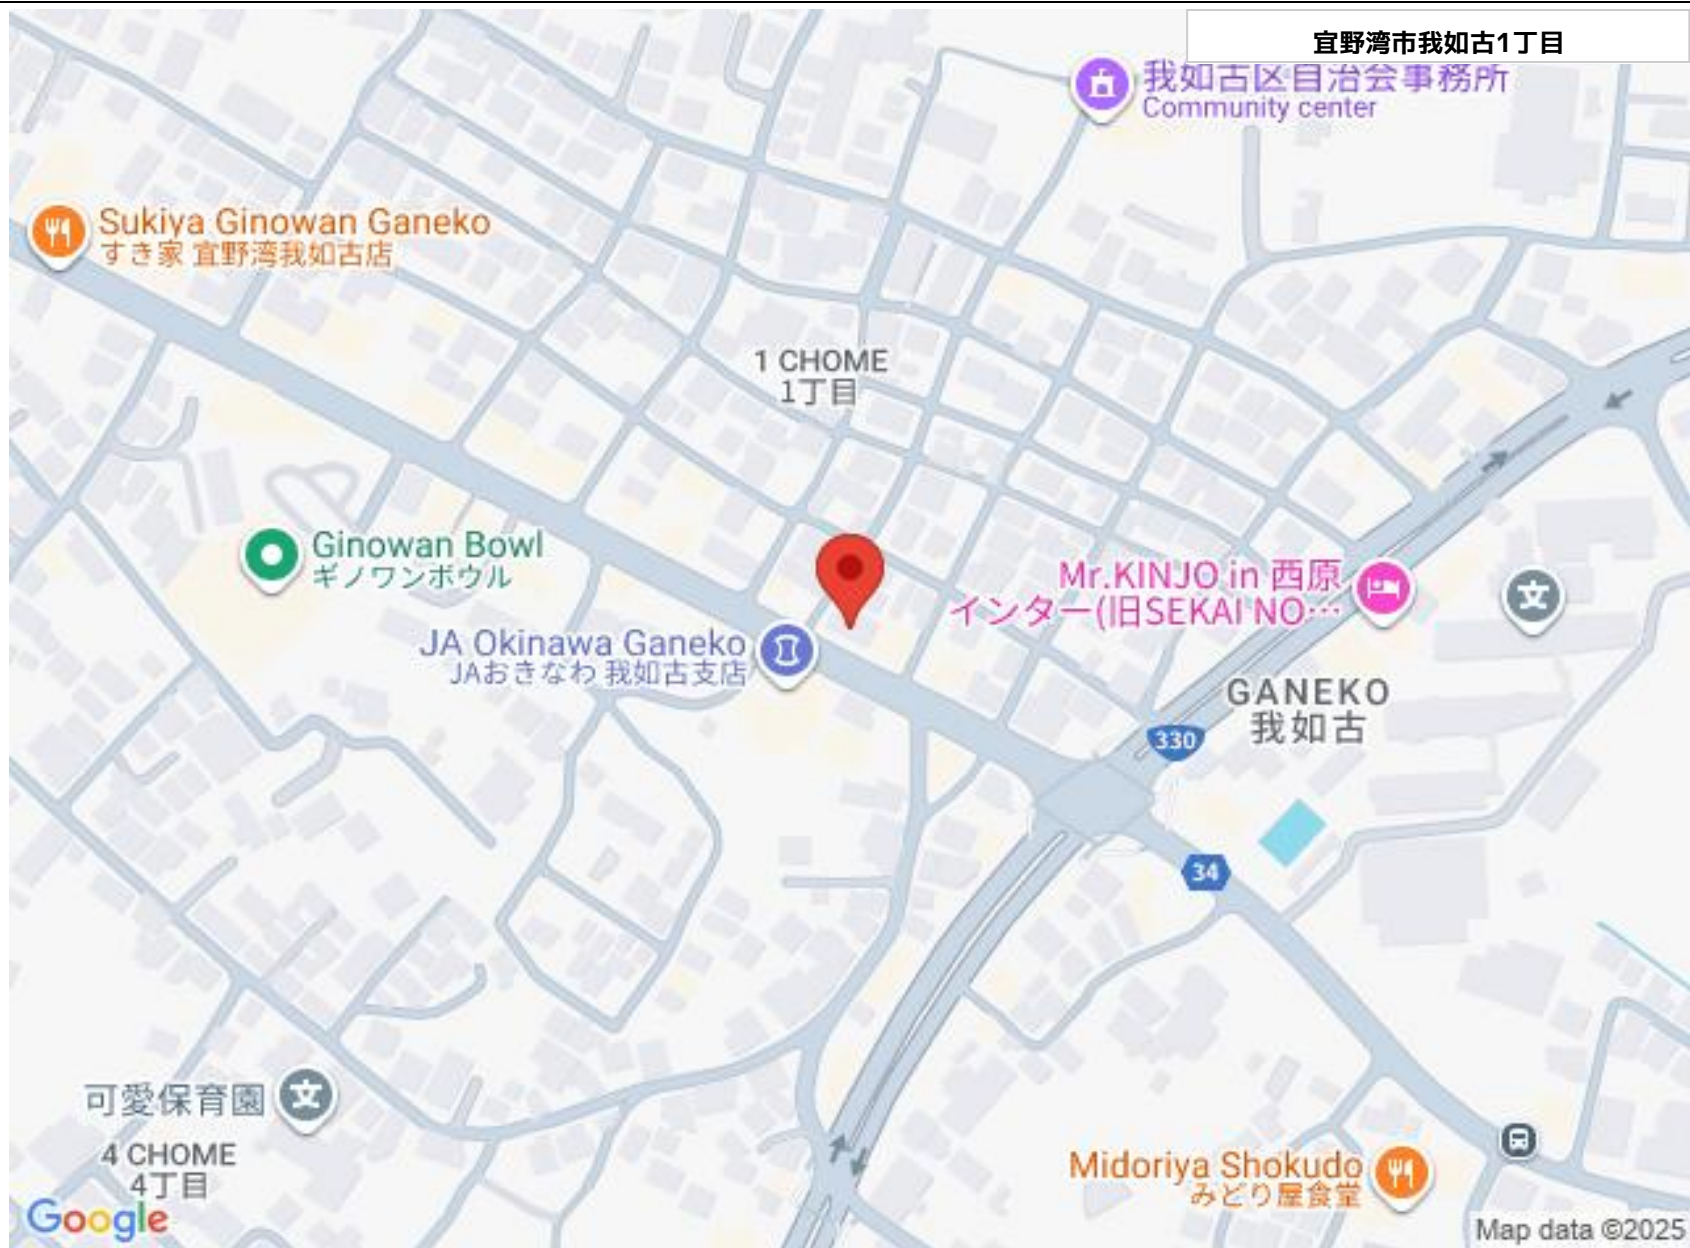 宜野湾市我如古1丁目
我如古区自治会事務所
Community center
Sukiya Ginowan Ganeko
すき家 宜野湾我如古店
1 CHOME
1丁目
Ginowan Bowl
ギノワンボウル
Mr.KINJO in 西原
インター(旧SEKAI NO…
JA Okinawa Ganeko
JAおきなわ 我如古支店
GANEKO
我如古
330
34
可愛保育園
4 CHOME
4丁目
Midoriya Shokudo
みどり屋食堂
Google
Map data ©2025